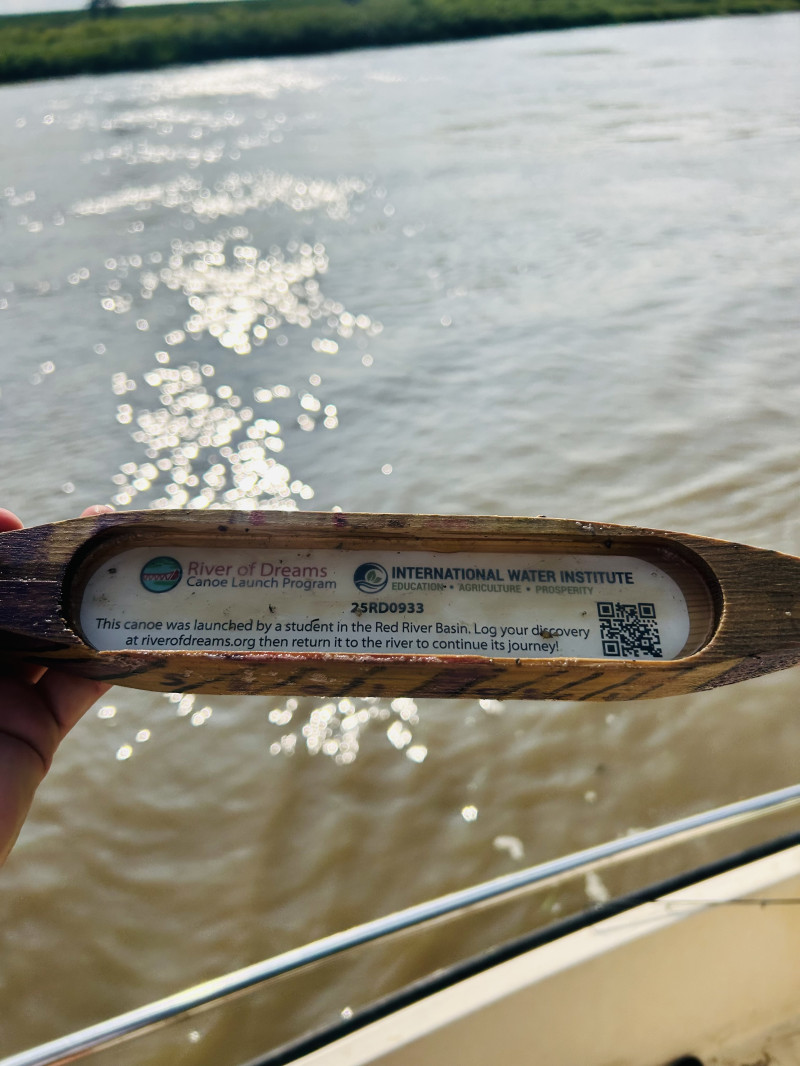 River of Dreams
Canoe Launch Program
INTERNATIONAL WATER INSTITUTE
EDUCATION • AGRICULTURE • PROSPERITY
25RD0933
This canoe was launched by a student in the Red River Basin. Log your discovery
at riverofdreams.org then return it to the river to continue its journey!